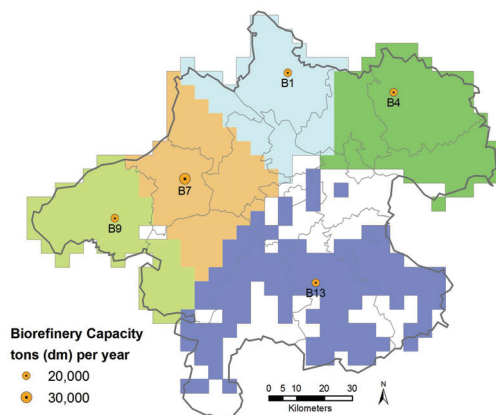 B1
B4
B7
B9
B13
Biorefinery Capacity
tons (dm) per year
20,000
30,000
0 5 10 20 30
Kilometers
N